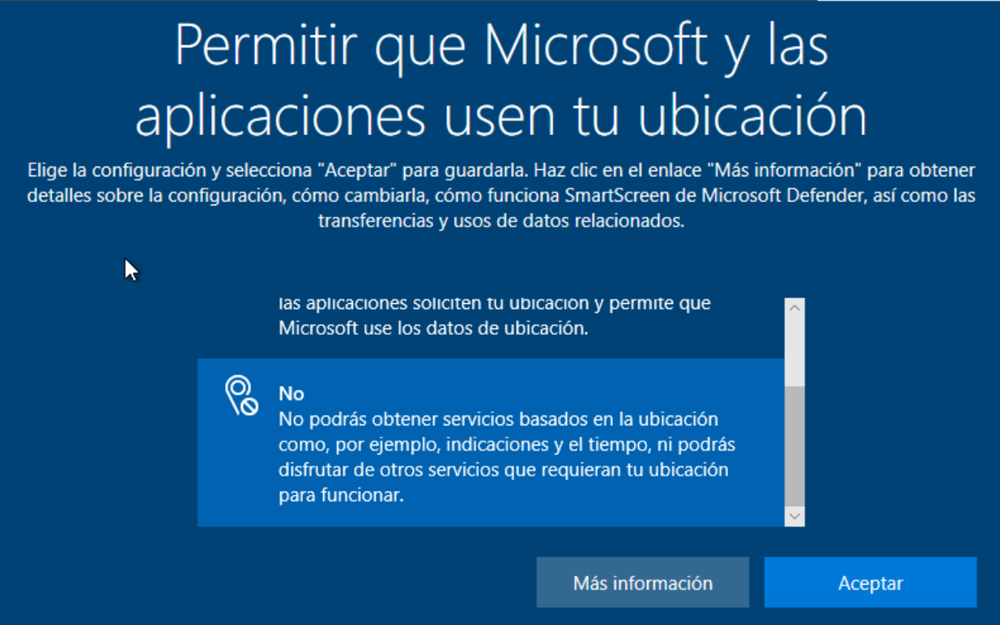 Permitir que Microsoft y las
aplicaciones usen tu ubicación
Elige la configuración y selecciona "Aceptar" para guardarla. Haz clic en el enlace "Más información" para obtener
detalles sobre la configuración, cómo cambiarla, cómo funciona SmartScreen de Microsoft Defender, así como las
transferencias y usos de datos relacionados.
las aplicaciones soliciten tu ubicación y permite que
Microsoft use los datos de ubicación.
No
No podrás obtener servicios basados en la ubicación
como, por ejemplo, indicaciones y el tiempo, ni podrás
disfrutar de otros servicios que requieran tu ubicación
para funcionar.
Más información
Aceptar